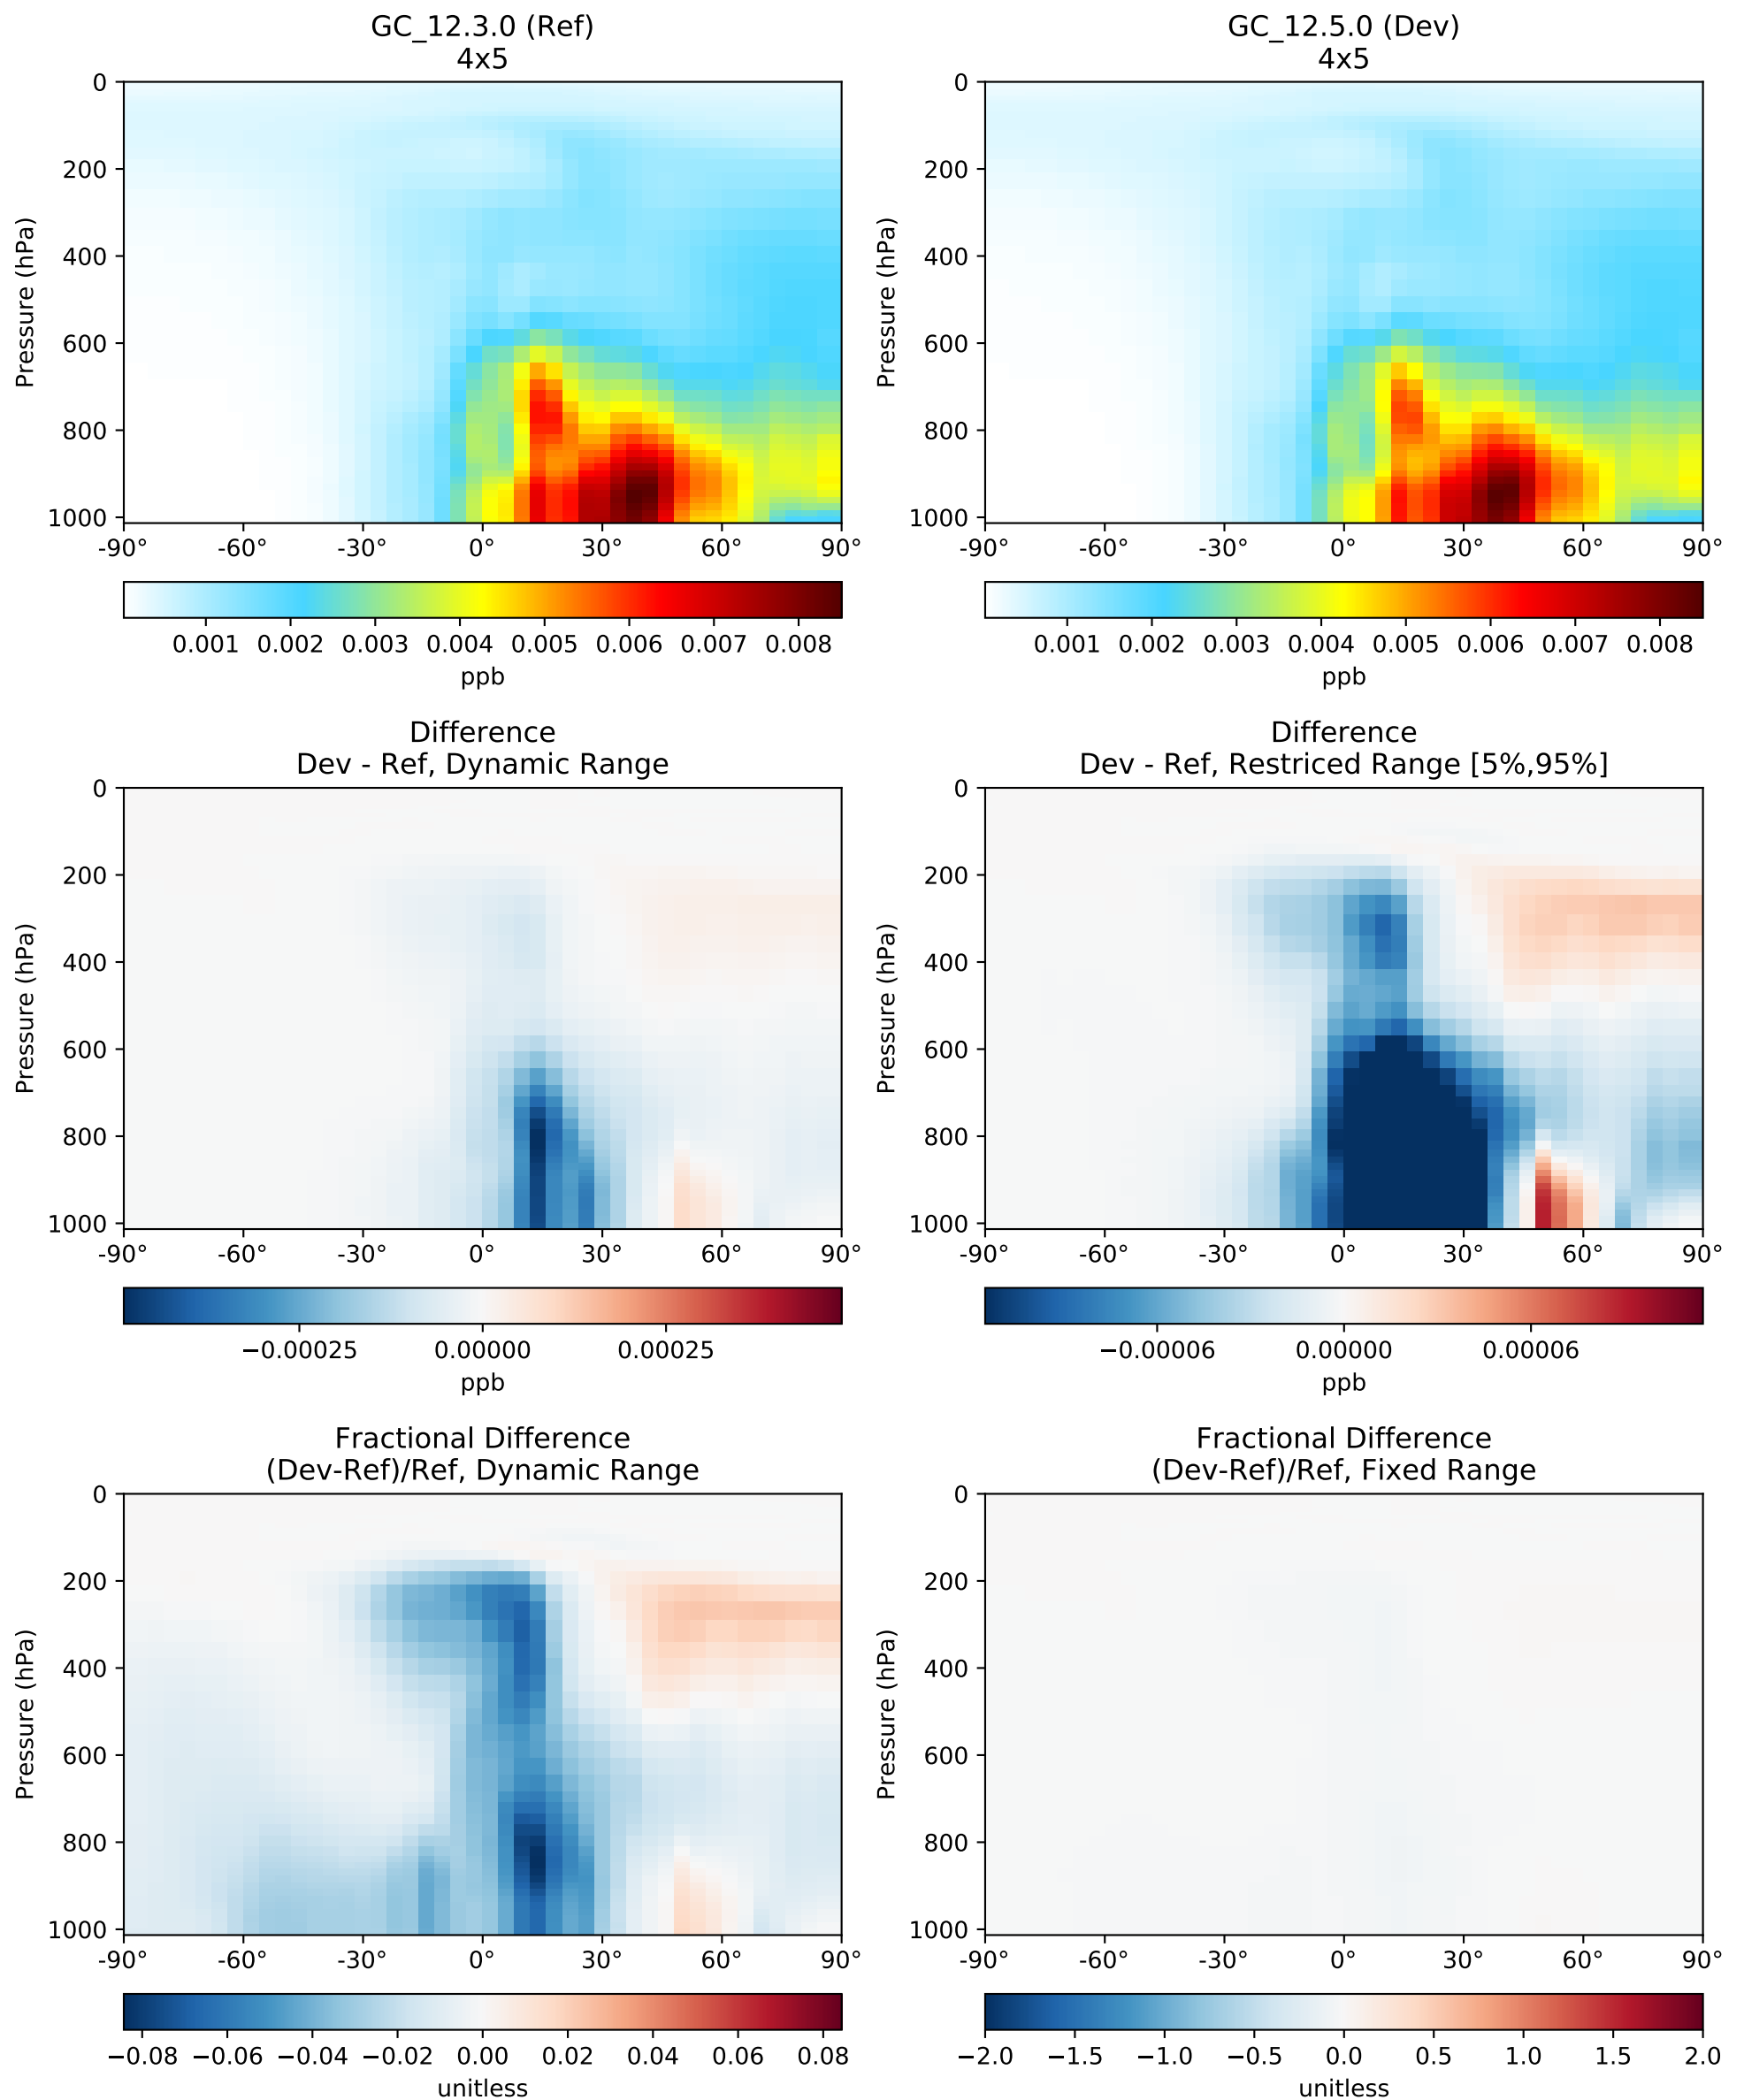 GC_12.3.0 (Ref)
4x5
GC_12.5.0 (Dev)
4x5
Pressure (hPa)
0
200
400
600
800
1000
-90° -60° -30° 0° 30° 60° 90°
0.001 0.002 0.003 0.004 0.005 0.006 0.007 0.008
ppb
Pressure (hPa)
0
200
400
600
800
1000
-90° -60° -30° 0° 30° 60° 90°
0.001 0.002 0.003 0.004 0.005 0.006 0.007 0.008
ppb
Difference
Dev - Ref, Dynamic Range
Pressure (hPa)
0
200
400
600
800
1000
-90° -60° -30° 0° 30° 60° 90°
−0.00025 0.00000 0.00025
ppb
Difference
Dev - Ref, Restriced Range [5%,95%]
Pressure (hPa)
0
200
400
600
800
1000
-90° -60° -30° 0° 30° 60° 90°
−0.00006 0.00000 0.00006
ppb
Fractional Difference
(Dev-Ref)/Ref, Dynamic Range
Pressure (hPa)
0
200
400
600
800
1000
-90° -60° -30° 0° 30° 60° 90°
−0.08 −0.06 −0.04 −0.02 0.00 0.02 0.04 0.06 0.08
unitless
Fractional Difference
(Dev-Ref)/Ref, Fixed Range
Pressure (hPa)
0
200
400
600
800
1000
-90° -60° -30° 0° 30° 60° 90°
−2.0 −1.5 −1.0 −0.5 0.0 0.5 1.0 1.5 2.0
unitless